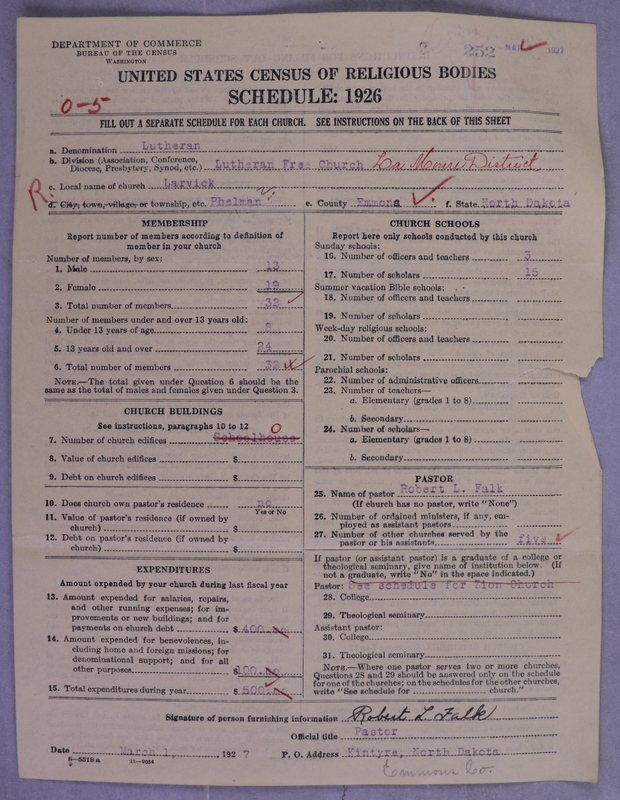 DEPARTMENT OF COMMERCE
BUREAU OF THE CENSUS
WASHINGTON
252
MAR 1927
UNITED STATES CENSUS OF RELIGIOUS BODIES
SCHEDULE: 1926
0-5
FILL OUT A SEPARATE SCHEDULE FOR EACH CHURCH. SEE INSTRUCTIONS ON THE BACK OF THIS SHEET
a. Denomination Lutheran
b. Division (Association, Conference, Diocese, Presbytery, Synod, etc.) Lutheran Free Church La Moure District
c. Local name of church Larvick
R. d. City, town, village, or township, etc. Phelman e. County Emmons f. State North Dakota
MEMBERSHIP
Report number of members according to definition of member in your church
Number of members, by sex:
1. Male 13
2. Female 19
3. Total number of members 32
Number of members under and over 13 years old:
4. Under 13 years of age 8
5. 13 years old and over 24
6. Total number of members 32
NOTE.—The total given under Question 6 should be the same as the total of males and females given under Question 3.
CHURCH BUILDINGS
See instructions, paragraphs 10 to 12
7. Number of church edifices Schoolhouse 0
8. Value of church edifices $
9. Debt on church edifices $
10. Does church own pastor's residence no
Yes or No
11. Value of pastor's residence (if owned by church) $
12. Debt on pastor's residence (if owned by church) $
EXPENDITURES
Amount expended by your church during last fiscal year
13. Amount expended for salaries, repairs, and other running expenses; for improvements or new buildings; and for payments on church debt $ 400.00
14. Amount expended for benevolences, including home and foreign missions; for denominational support; and for all other purposes $ 100.00
15. Total expenditures during year $ 500.00
CHURCH SCHOOLS
Report here only schools conducted by this church
Sunday schools:
16. Number of officers and teachers 3
17. Number of scholars 15
Summer vacation Bible schools:
18. Number of officers and teachers
19. Number of scholars
Week-day religious schools:
20. Number of officers and teachers
21. Number of scholars
Parochial schools:
22. Number of administrative officers
23. Number of teachers—
a. Elementary (grades 1 to 8)
b. Secondary
24. Number of scholars—
a. Elementary (grades 1 to 8)
b. Secondary
PASTOR
25. Name of pastor Robert L. Falk
(If church has no pastor, write "None")
26. Number of ordained ministers, if any, employed as assistant pastors
27. Number of other churches served by the pastor or his assistants five
If pastor (or assistant pastor) is a graduate of a college or theological seminary, give name of institution below. (If not a graduate, write "No" in the space indicated.)
Pastor: See schedule for Zion Church
28. College
29. Theological seminary
Assistant pastor:
30. College
31. Theological seminary
NOTE.—Where one pastor serves two or more churches, Questions 28 and 29 should be answered only on the schedule for one of the churches; on the schedules for the other churches, write "See schedule for church."
Signature of person furnishing information Robert L. Falk
Official title Pastor
Date March 1, 1927 P. O. Address Kintyre, North Dakota
8—5518 a 11—9224
Emmons Co.